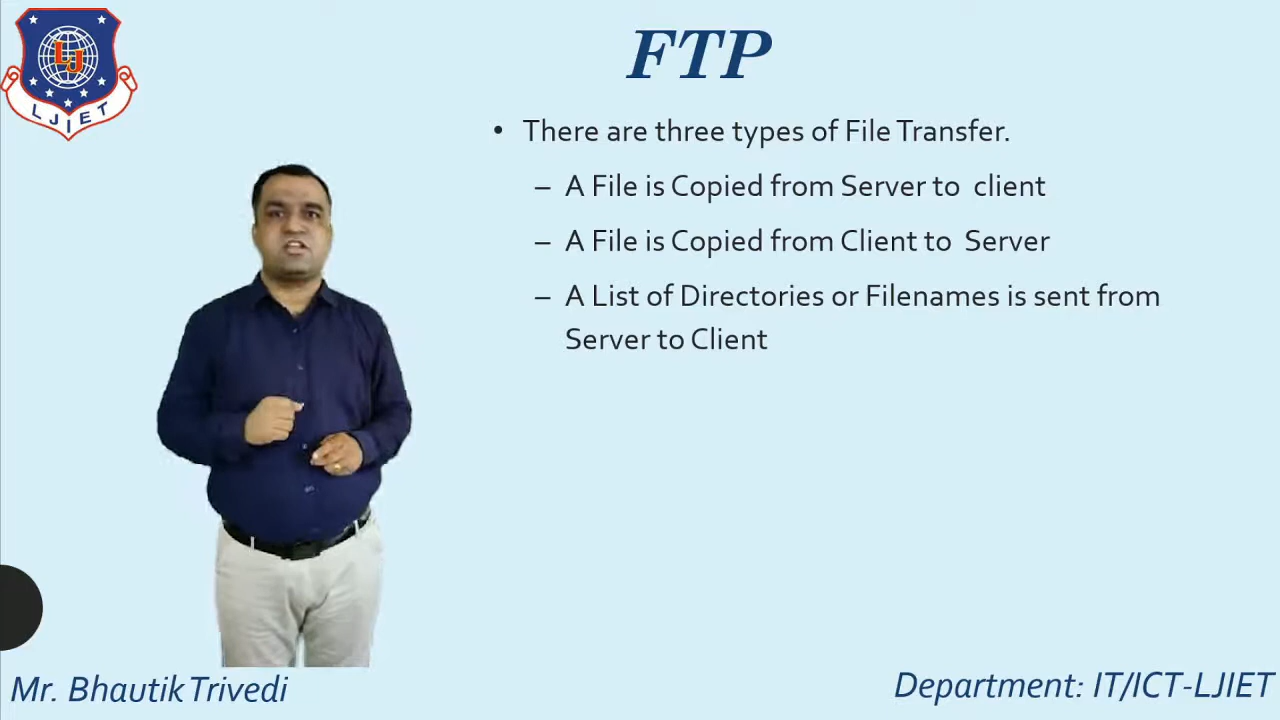 LJ
LJIET
FTP
• There are three types of File Transfer.
– A File is Copied from Server to client
– A File is Copied from Client to Server
– A List of Directories or Filenames is sent from
Server to Client
Mr. Bhautik Trivedi
Department: IT/ICT-LJIET